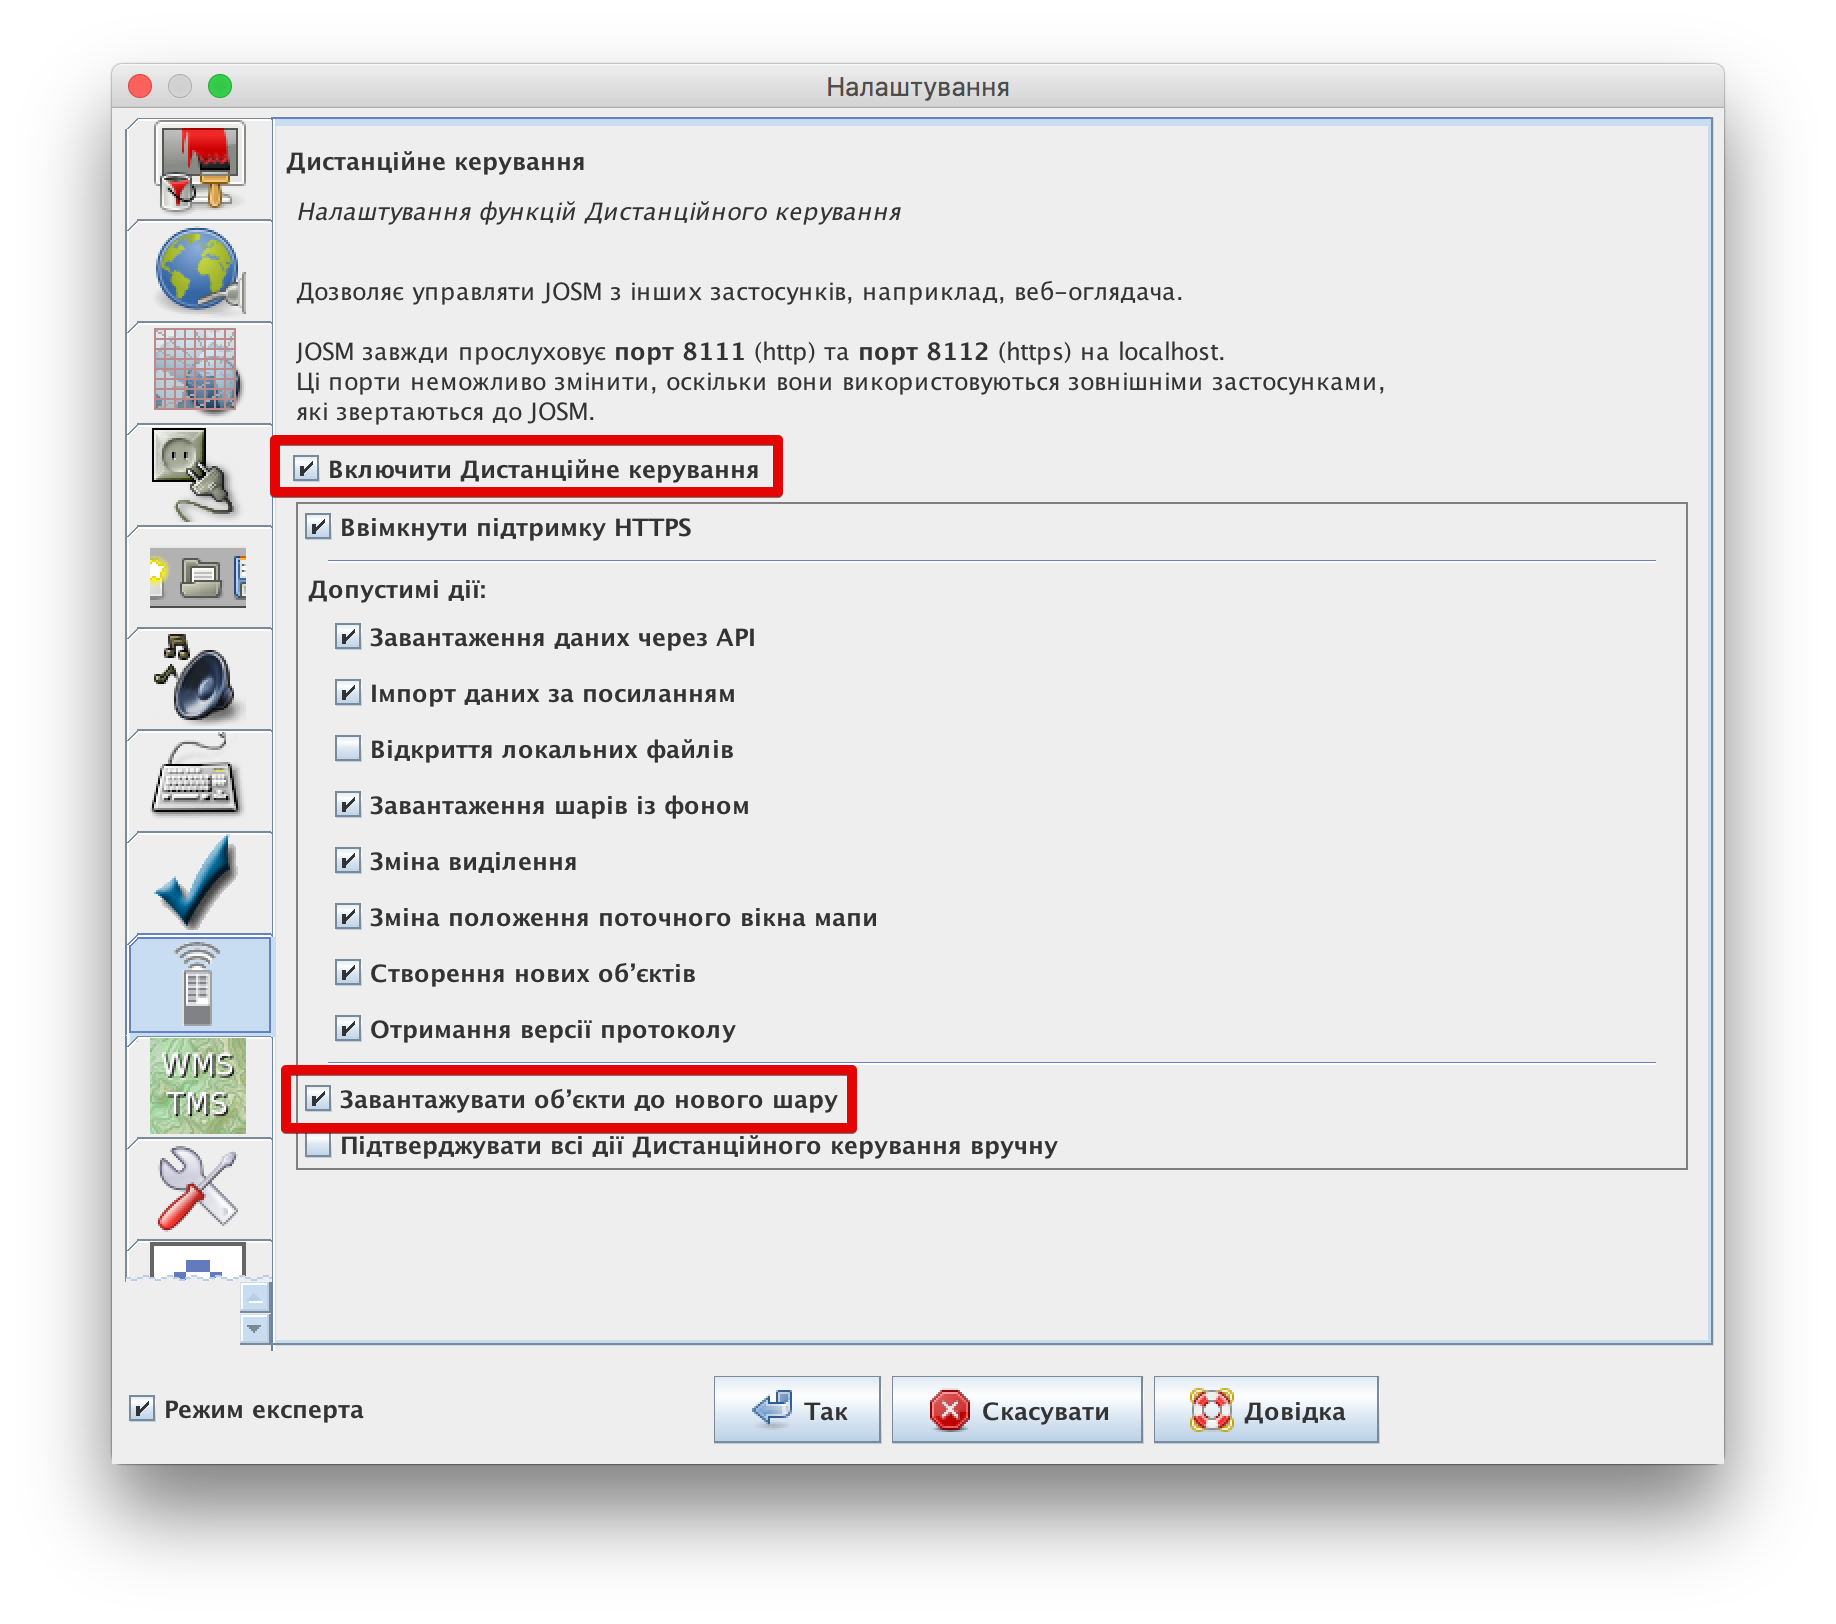 Налаштування
Дистанційне керування
Налаштування функцій Дистанційного керування
Дозволяє управляти JOSM з інших застосунків, наприклад, веб-оглядача.
JOSM завжди прослуховує порт 8111 (http) та порт 8112 (https) на localhost.
Ці порти неможливо змінити, оскільки вони використовуються зовнішніми застосунками,
які звертаються до JOSM.
Включити Дистанційне керування
Ввімкнути підтримку HTTPS
Допустимі дії:
Завантаження даних через API
Імпорт даних за посиланням
Відкриття локальних файлів
Завантаження шарів із фоном
Зміна виділення
Зміна положення поточного вікна мапи
Створення нових об’єктів
Отримання версії протоколу
WMS
TMS
Завантажувати об’єкти до нового шару
Підтверджувати всі дії Дистанційного керування вручну
Режим експерта
Так
Скасувати
Довідка